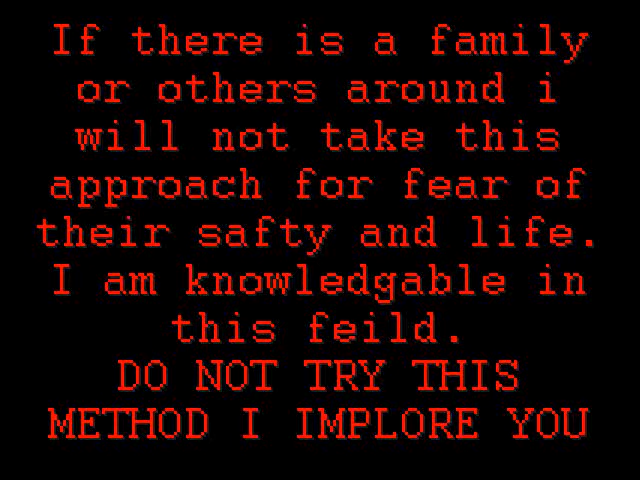 If there is a family
or others around i
will not take this
approach for fear of
their safty and life.
I am knowledgable in
this feild.
DO NOT TRY THIS
METHOD I IMPLORE YOU